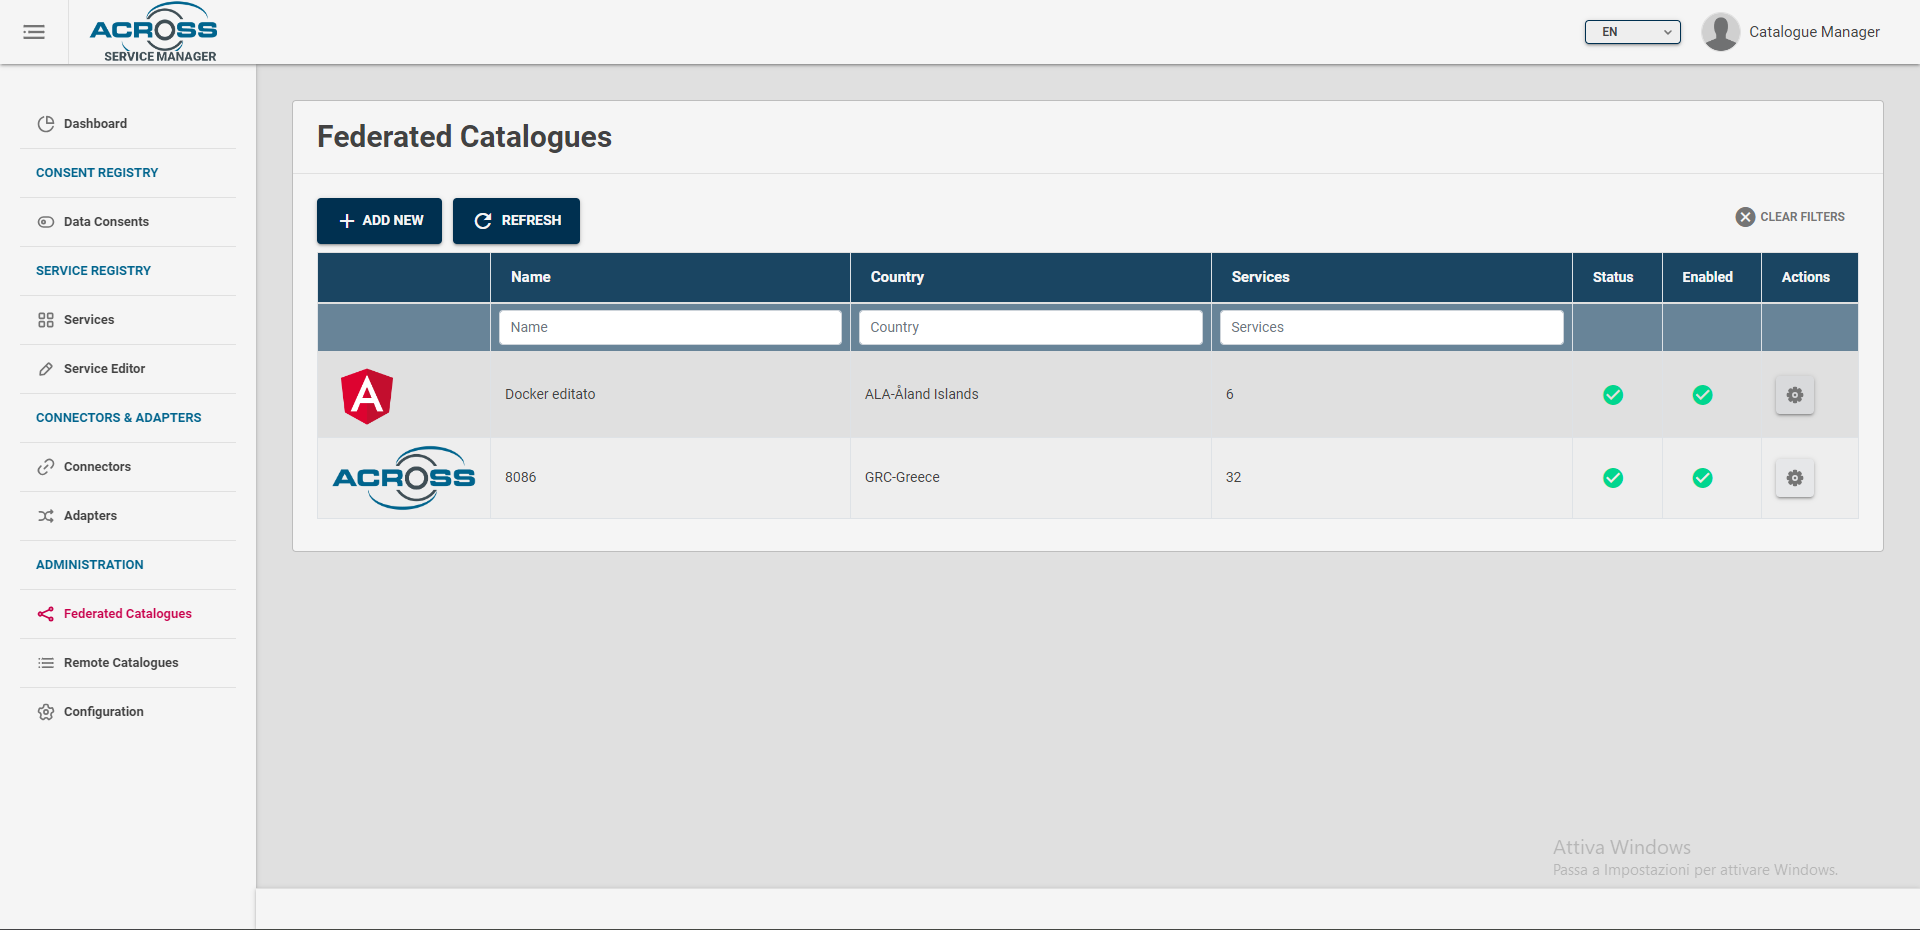 ACROSS
SERVICE MANAGER
EN
Catalogue Manager
Dashboard
CONSENT REGISTRY
Data Consents
SERVICE REGISTRY
Services
Service Editor
CONNECTORS & ADAPTERS
Connectors
Adapters
ADMINISTRATION
Federated Catalogues
Remote Catalogues
Configuration
Federated Catalogues
ADD NEW REFRESH CLEAR FILTERS
Name Country Services Status Enabled Actions
Name Country Services
A Docker editato ALA-Åland Islands 6
ACROSS 8086 GRC-Greece 32
Attiva Windows
Passa a Impostazioni per attivare Windows.